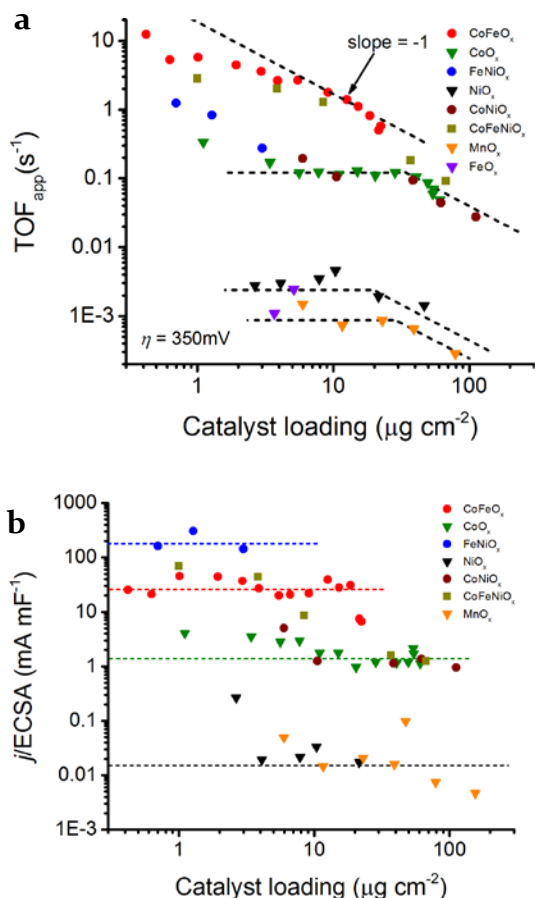 a
10
1
0.1
0.01
1E-3
TOFapp(s⁻¹)
slope = -1
CoFeOₓ
CoOₓ
FeNiOₓ
NiOₓ
CoNiOₓ
CoFeNiOₓ
MnOₓ
FeOₓ
η = 350mV
1 10 100
Catalyst loading (μg cm⁻²)
b
1000
100
10
1
0.1
0.01
1E-3
j/ECSA (mA mF⁻¹)
CoFeOₓ
CoOₓ
FeNiOₓ
NiOₓ
CoNiOₓ
CoFeNiOₓ
MnOₓ
1 10 100
Catalyst loading (μg cm⁻²)